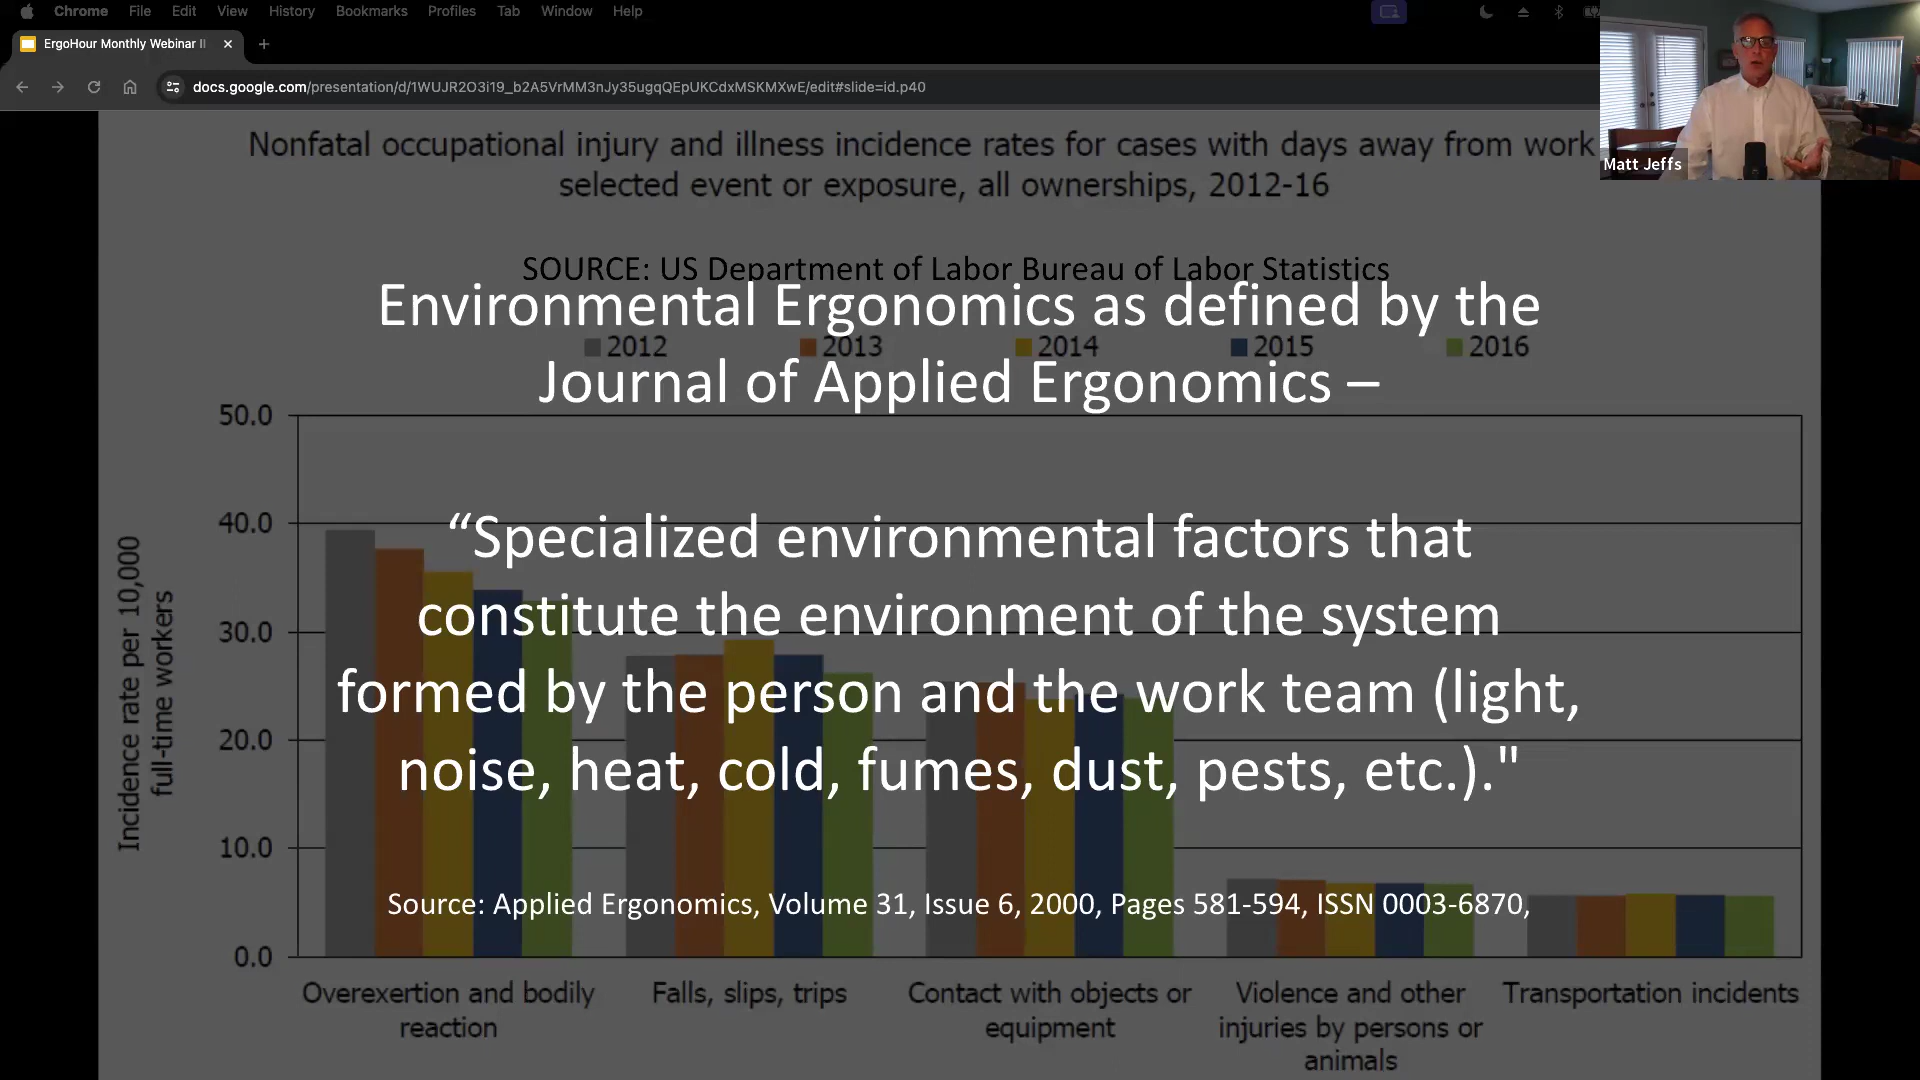 Chrome File Edit View History Bookmarks Profiles Tab Window Help
ErgoHour Monthly Webinar
docs.google.com/presentation/d/1WUJR2O3i19_b2A5VrMM3nJy35ugqQEpUKCdxMSKMXwE/edit#slide=id.p40
Matt Jeffs
Nonfatal occupational injury and illness incidence rates for cases with days away from work
selected event or exposure, all ownerships, 2012-16
SOURCE: US Department of Labor Bureau of Labor Statistics
Environmental Ergonomics as defined by the
2012 2013 2014 2015 2016
Journal of Applied Ergonomics –
“Specialized environmental factors that
constitute the environment of the system
formed by the person and the work team (light,
noise, heat, cold, fumes, dust, pests, etc.)."
Source: Applied Ergonomics, Volume 31, Issue 6, 2000, Pages 581-594, ISSN 0003-6870,
Incidence rate per 10,000
full-time workers
50.0
40.0
30.0
20.0
10.0
0.0
Overexertion and bodily
reaction
Falls, slips, trips
Contact with objects or
equipment
Violence and other
injuries by persons or
animals
Transportation incidents